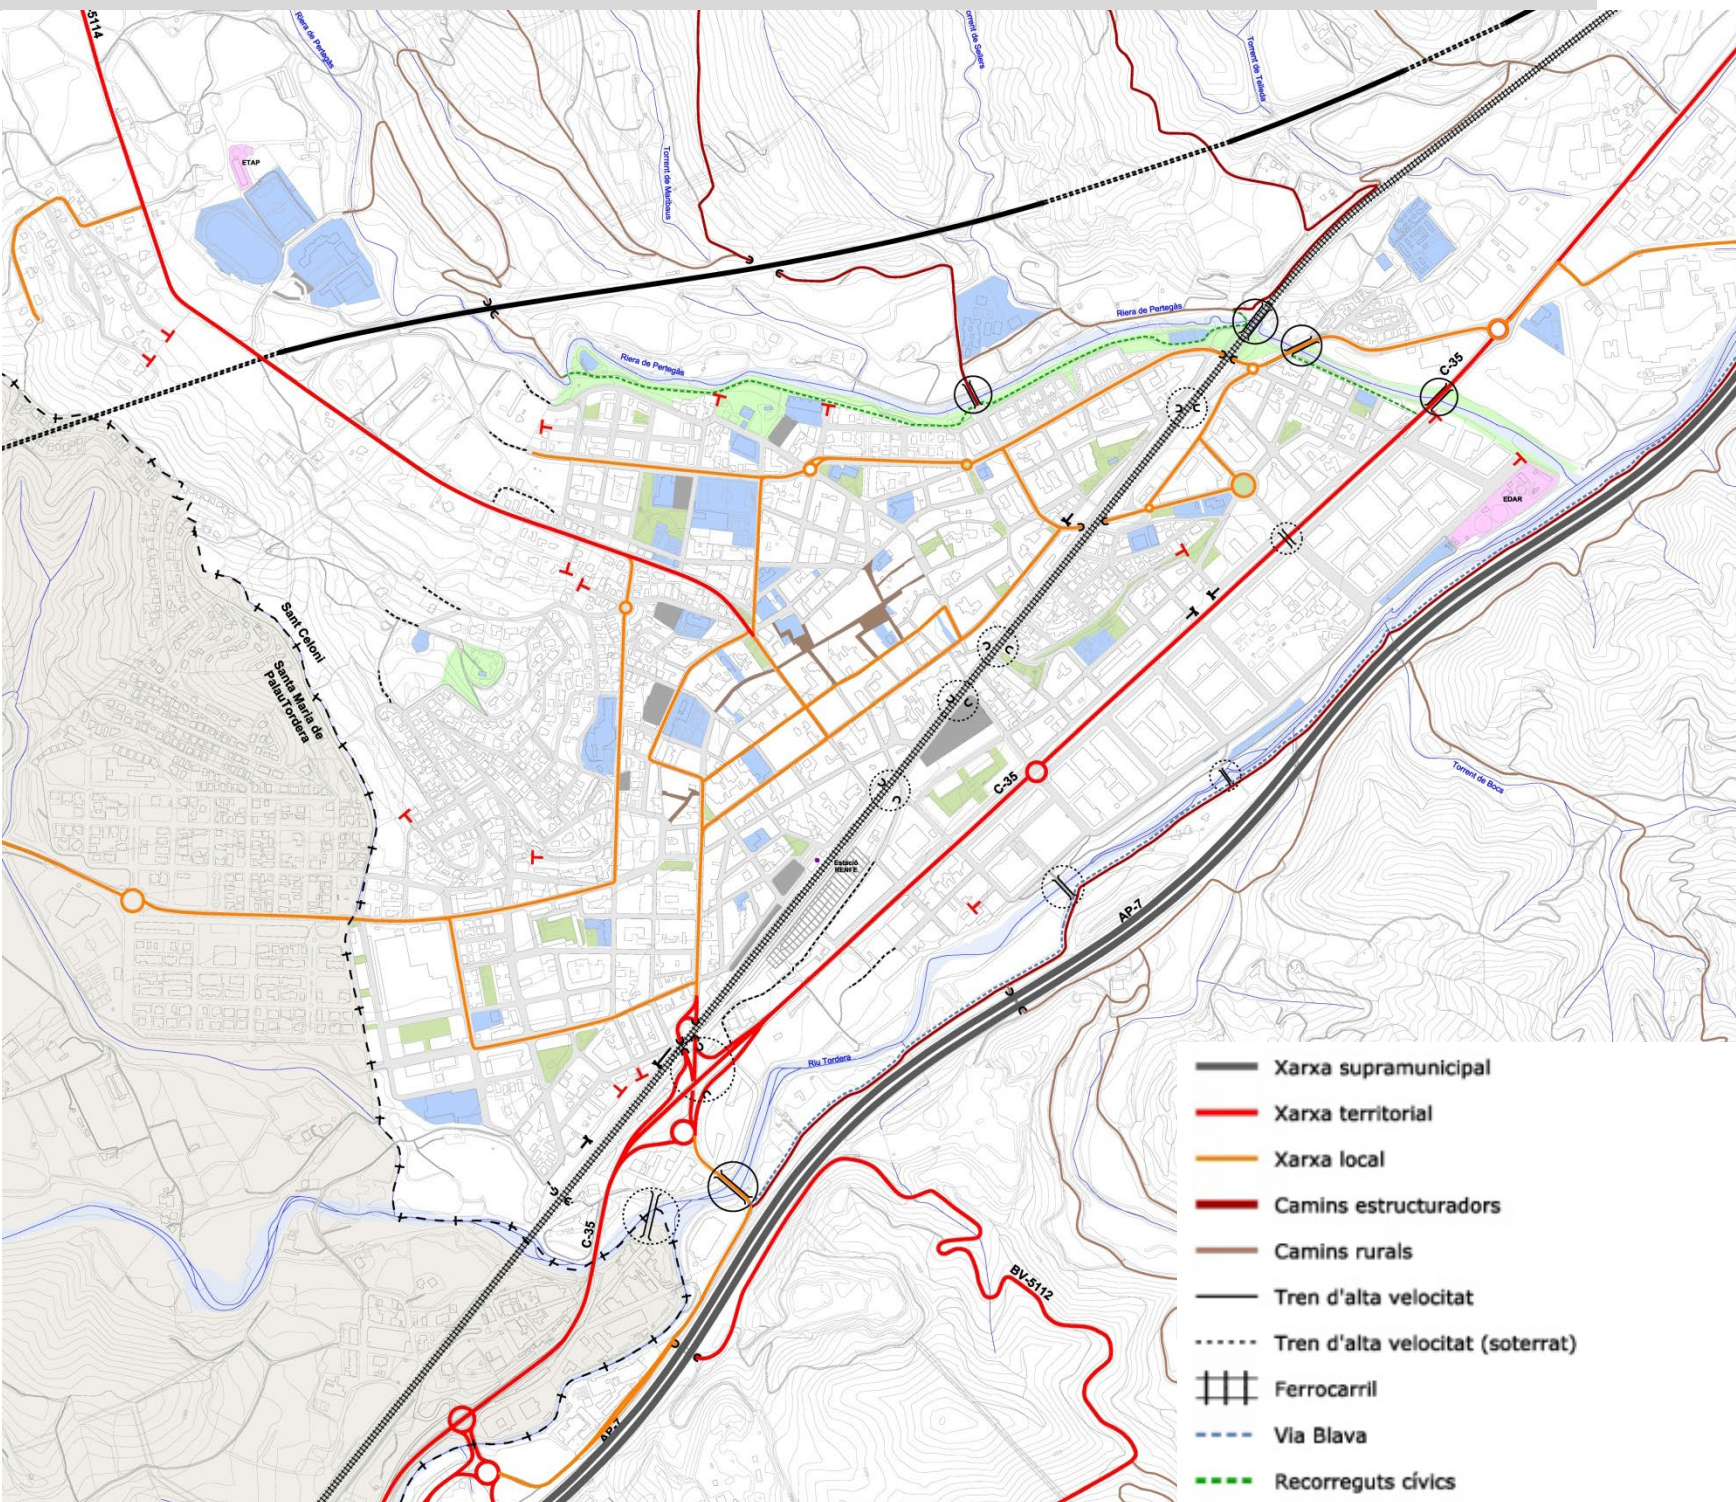 -5114
Riera de Pertegàs
Torrent de Sellers
Torrent de Teilleda
ETAP
Torrent de Maribaus
Riera de Pertegàs
Riera de Pertegàs
C-35
EDAR
Sant Celoni
Santa Maria de
PalauTordera
Torrent de Bocs
C-35
Estació
RENFE
AP-7
Riu Tordera
C-35
BV-5112
AP-7
Xarxa supramunicipal
Xarxa territorial
Xarxa local
Camins estructuradors
Camins rurals
Tren d'alta velocitat
Tren d'alta velocitat (soterrat)
Ferrocarril
Via Blava
Recorreguts cívics